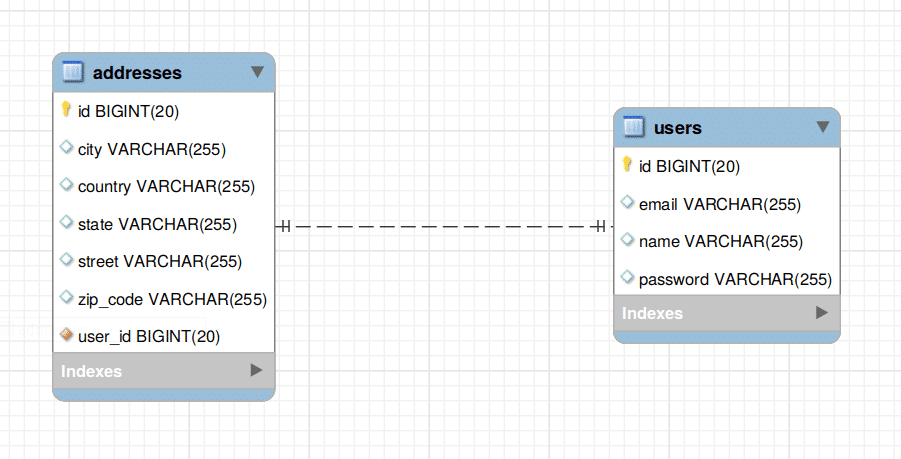 addresses
id BIGINT(20)
city VARCHAR(255)
country VARCHAR(255)
state VARCHAR(255)
street VARCHAR(255)
zip_code VARCHAR(255)
user_id BIGINT(20)
Indexes
users
id BIGINT(20)
email VARCHAR(255)
name VARCHAR(255)
password VARCHAR(255)
Indexes